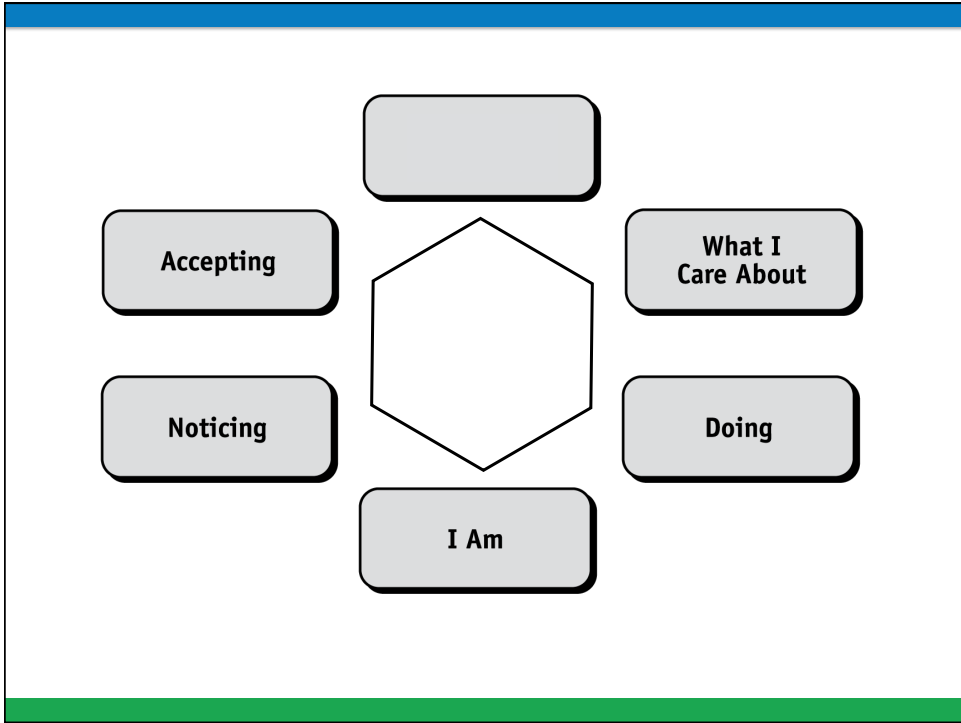 Accepting
What I
Care About
Noticing
Doing
I Am